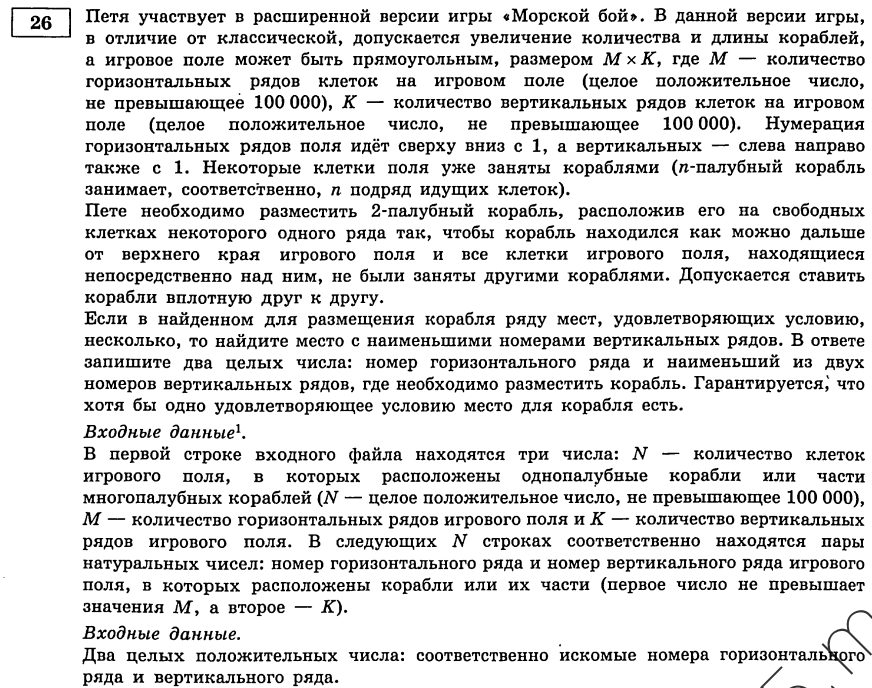 26
Петя участвует в расширенной версии игры «Морской бой». В данной версии игры,
в отличие от классической, допускается увеличение количества и длины кораблей,
а игровое поле может быть прямоугольным, размером M × K, где M — количество
горизонтальных рядов клеток на игровом поле (целое положительное число,
не превышающее 100 000), K — количество вертикальных рядов клеток на игровом
поле (целое положительное число, не превышающее 100 000). Нумерация
горизонтальных рядов поля идёт сверху вниз с 1, а вертикальных — слева направо
также с 1. Некоторые клетки поля уже заняты кораблями (n-палубный корабль
занимает, соответственно, n подряд идущих клеток).
Пете необходимо разместить 2-палубный корабль, расположив его на свободных
клетках некоторого одного ряда так, чтобы корабль находился как можно дальше
от верхнего края игрового поля и все клетки игрового поля, находящиеся
непосредственно над ним, не были заняты другими кораблями. Допускается ставить
корабли вплотную друг к другу.
Если в найденном для размещения корабля ряду мест, удовлетворяющих условию,
несколько, то найдите место с наименьшими номерами вертикальных рядов. В ответе
запишите два целых числа: номер горизонтального ряда и наименьший из двух
номеров вертикальных рядов, где необходимо разместить корабль. Гарантируется, что
хотя бы одно удовлетворяющее условию место для корабля есть.
Входные данные¹.
В первой строке входного файла находятся три числа: N — количество клеток
игрового поля, в которых расположены однопалубные корабли или части
многопалубных кораблей (N — целое положительное число, не превышающее 100 000),
M — количество горизонтальных рядов игрового поля и K — количество вертикальных
рядов игрового поля. В следующих N строках соответственно находятся пары
натуральных чисел: номер горизонтального ряда и номер вертикального ряда игрового
поля, в которых расположены корабли или их части (первое число не превышает
значения M, а второе — K).
Входные данные.
Два целых положительных числа: соответственно искомые номера горизонтального
ряда и вертикального ряда.